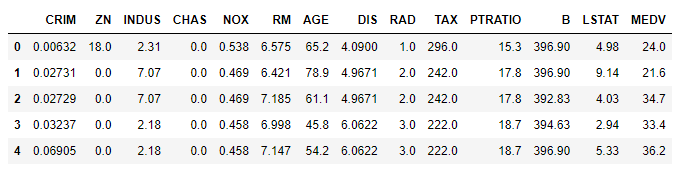 CRIM ZN INDUS CHAS NOX RM AGE DIS RAD TAX PTRATIO B LSTAT MEDV
0 0.00632 18.0 2.31 0.0 0.538 6.575 65.2 4.0900 1.0 296.0 15.3 396.90 4.98 24.0
1 0.02731 0.0 7.07 0.0 0.469 6.421 78.9 4.9671 2.0 242.0 17.8 396.90 9.14 21.6
2 0.02729 0.0 7.07 0.0 0.469 7.185 61.1 4.9671 2.0 242.0 17.8 392.83 4.03 34.7
3 0.03237 0.0 2.18 0.0 0.458 6.998 45.8 6.0622 3.0 222.0 18.7 394.63 2.94 33.4
4 0.06905 0.0 2.18 0.0 0.458 7.147 54.2 6.0622 3.0 222.0 18.7 396.90 5.33 36.2